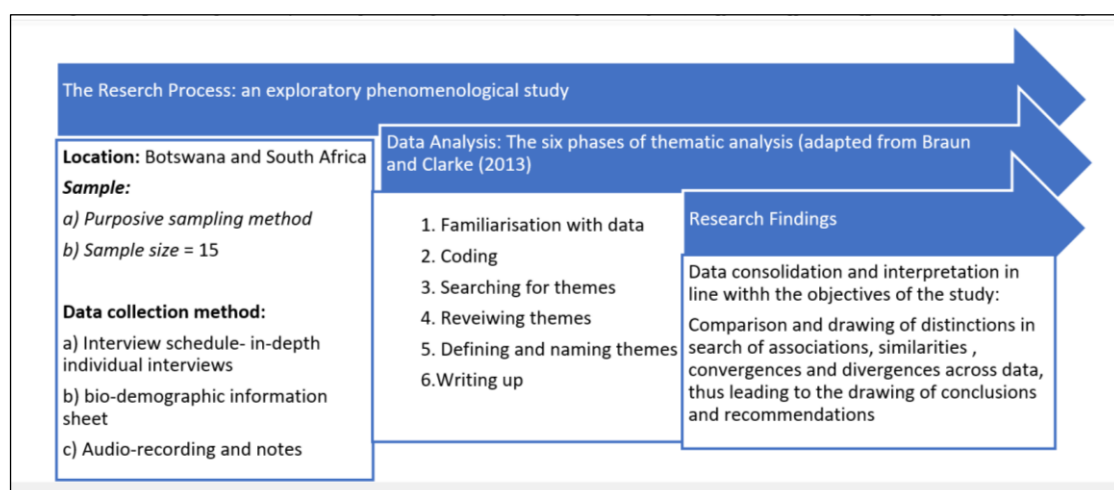 The Reserch Process: an exploratory phenomenological study
Location: Botswana and South Africa
Sample:
a) Purposive sampling method
b) Sample size = 15
Data collection method:
a) Interview schedule- in-depth
individual interviews
b) bio-demographic information
sheet
c) Audio-recording and notes
Data Analysis: The six phases of thematic analysis (adapted from Braun
and Clarke (2013)
1. Familiarisation with data
2. Coding
3. Searching for themes
4. Reveiwing themes
5. Defining and naming themes
6.Writing up
Research Findings
Data consolidation and interpretation in
line withh the objectives of the study:
Comparison and drawing of distinctions in
search of associations, similarities ,
convergences and divergences across data,
thus leading to the drawing of conclusions
and recommendations